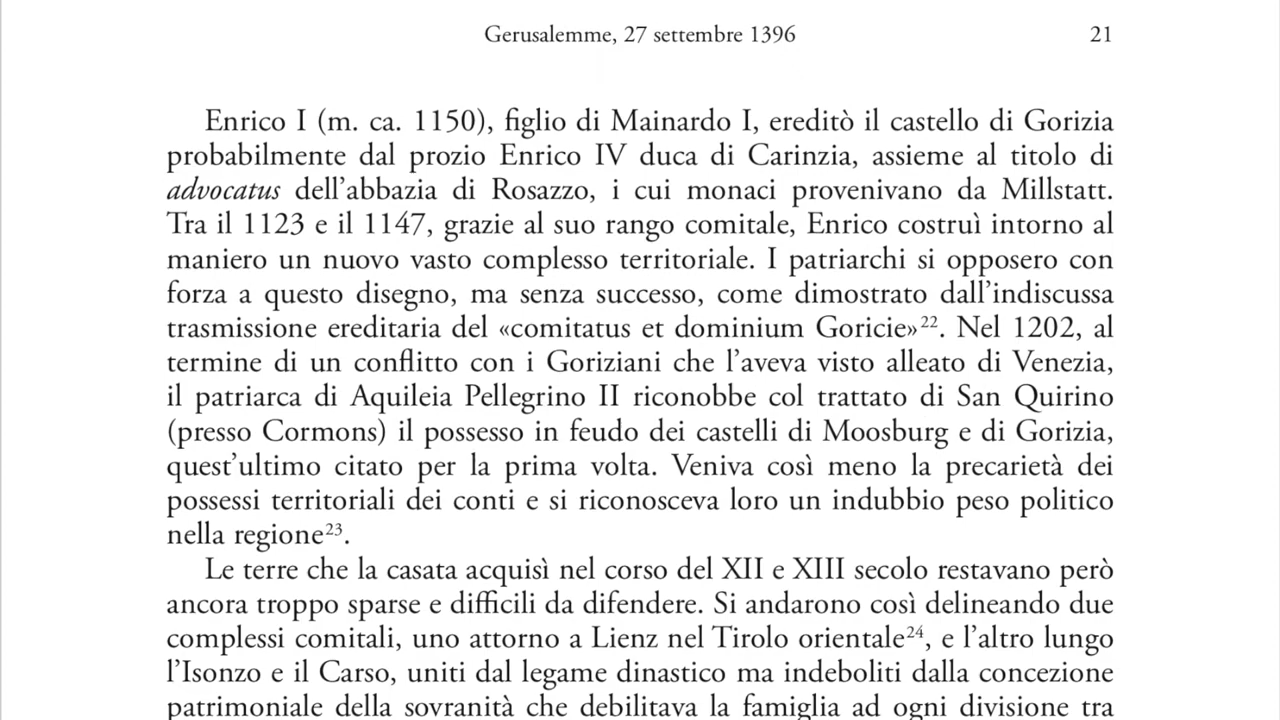 Gerusalemme, 27 settembre 1396 21
Enrico I (m. ca. 1150), figlio di Mainardo I, ereditò il castello di Gorizia
probabilmente dal prozio Enrico IV duca di Carinzia, assieme al titolo di
advocatus dell’abbazia di Rosazzo, i cui monaci provenivano da Millstatt.
Tra il 1123 e il 1147, grazie al suo rango comitale, Enrico costruì intorno al
maniero un nuovo vasto complesso territoriale. I patriarchi si opposero con
forza a questo disegno, ma senza successo, come dimostrato dall’indiscussa
trasmissione ereditaria del «comitatus et dominium Goricie»²². Nel 1202, al
termine di un conflitto con i Goriziani che l’aveva visto alleato di Venezia,
il patriarca di Aquileia Pellegrino II riconobbe col trattato di San Quirino
(presso Cormons) il possesso in feudo dei castelli di Moosburg e di Gorizia,
quest’ultimo citato per la prima volta. Veniva così meno la precarietà dei
possessi territoriali dei conti e si riconosceva loro un indubbio peso politico
nella regione²³.
Le terre che la casata acquisì nel corso del XII e XIII secolo restavano però
ancora troppo sparse e difficili da difendere. Si andarono così delineando due
complessi comitali, uno attorno a Lienz nel Tirolo orientale²⁴, e l’altro lungo
l’Isonzo e il Carso, uniti dal legame dinastico ma indeboliti dalla concezione
patrimoniale della sovranità che debilitava la famiglia ad ogni divisione tra